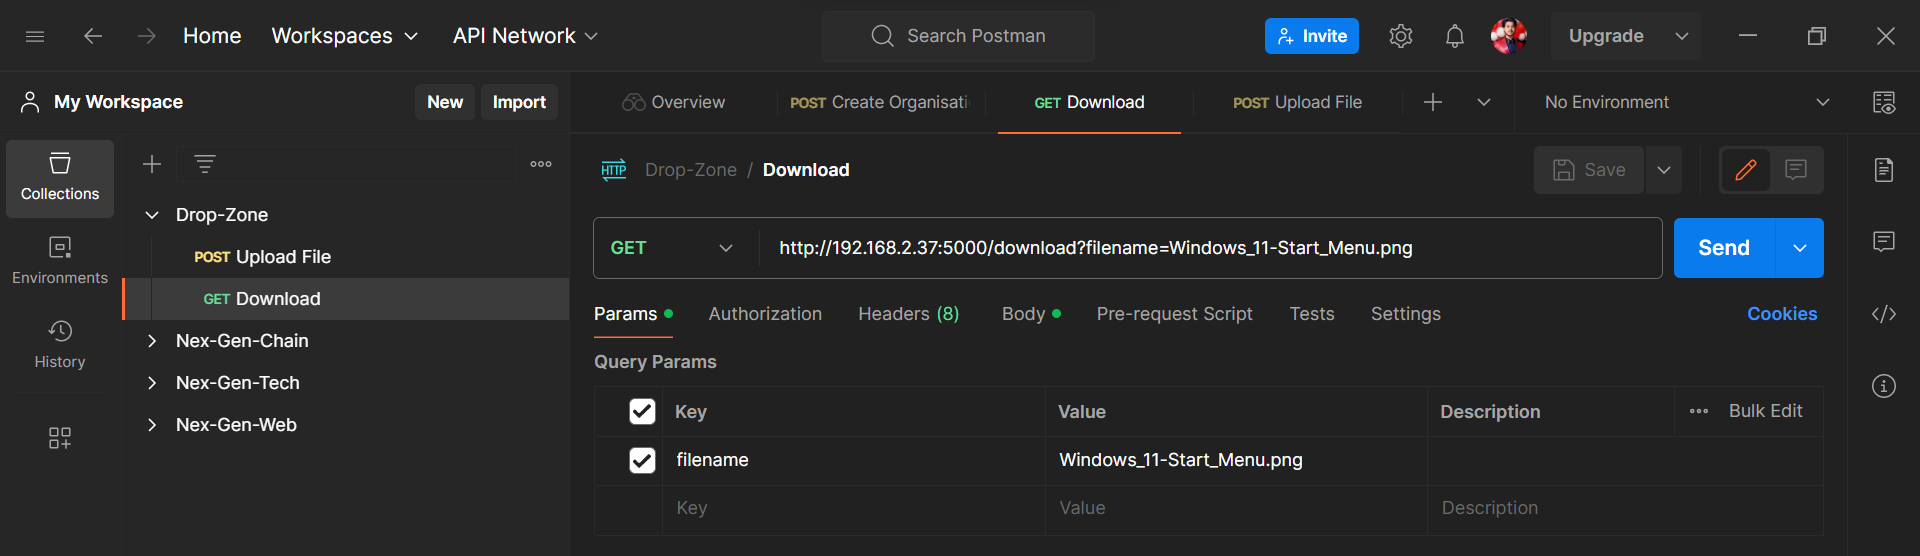 Home Workspaces API Network Search Postman Invite Upgrade
My Workspace New Import Overview POST Create Organisati GET Download POST Upload File No Environment
Collections
Environments
History
Drop-Zone
POST Upload File
GET Download
Nex-Gen-Chain
Nex-Gen-Tech
Nex-Gen-Web
HTTP Drop-Zone / Download Save
GET http://192.168.2.37:5000/download?filename=Windows_11-Start_Menu.png Send
Params Authorization Headers (8) Body Pre-request Script Tests Settings Cookies
Query Params
Key Value Description Bulk Edit
filename Windows_11-Start_Menu.png
Key Value Description